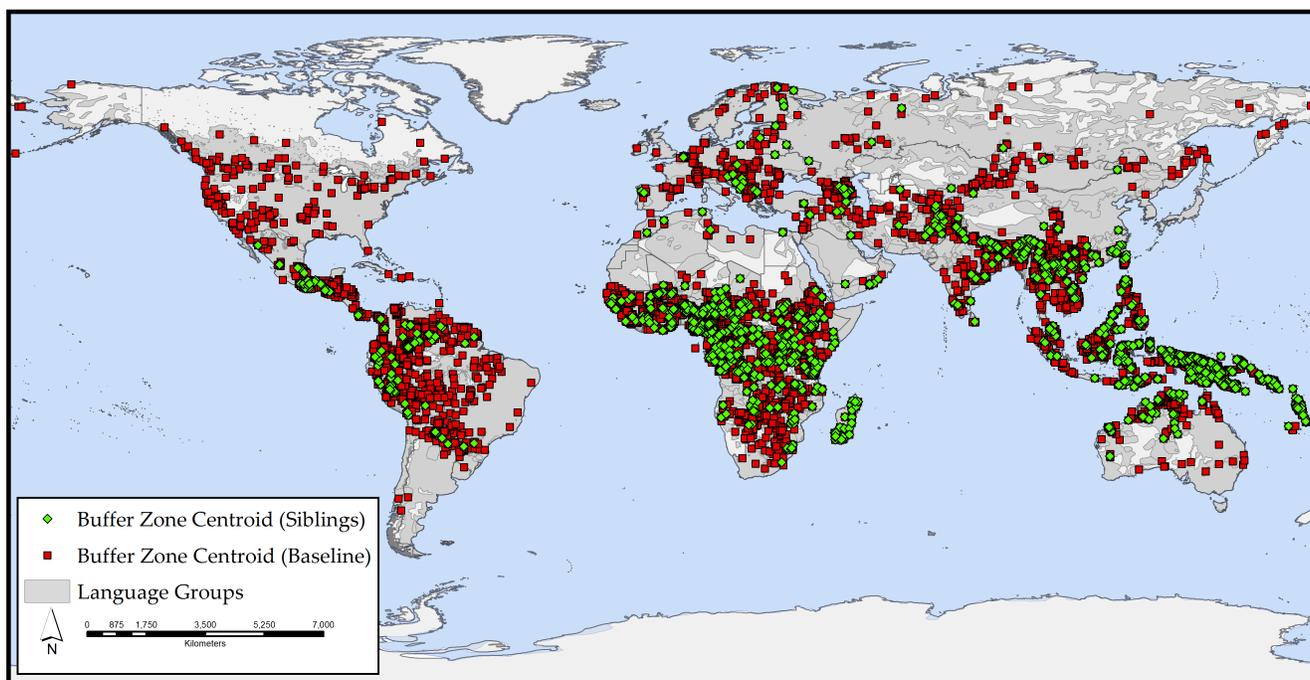 Buffer Zone Centroid (Siblings)
Buffer Zone Centroid (Baseline)
Language Groups
0 875 1,750 3,500 5,250 7,000
Kilometers
N